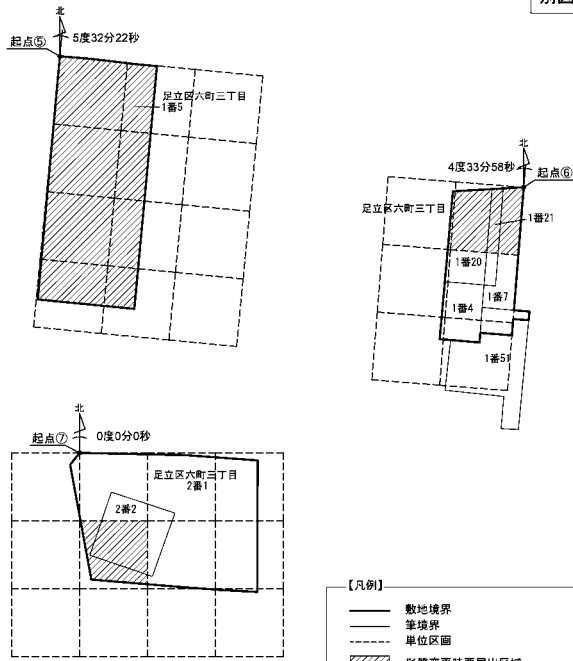 別図
北
起点⑤
5度32分22秒
足立区六町三丁目
1番5
北
4度33分58秒
起点⑥
足立区六町三丁目
1番21
1番20
1番7
1番4
1番51
北
起点⑦
0度0分0秒
足立区六町三丁目
2番1
2番2
【凡例】
敷地境界
筆境界
単位区画